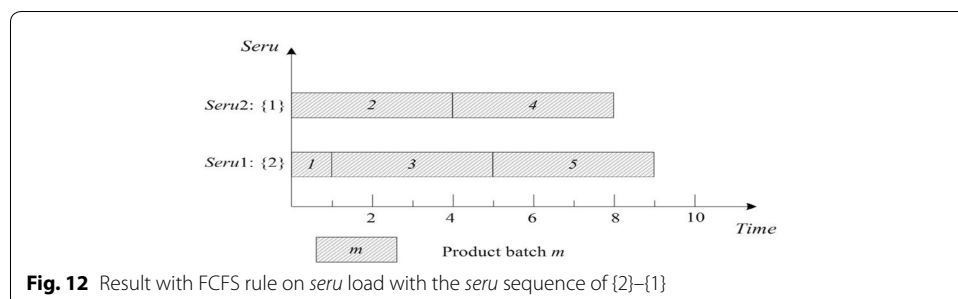 Seru
Seru2: {1} 2 4
Seru1: {2} 1 3 5
2 4 6 8 10
Time
m Product batch m
Fig. 12 Result with FCFS rule on seru load with the seru sequence of {2}–{1}